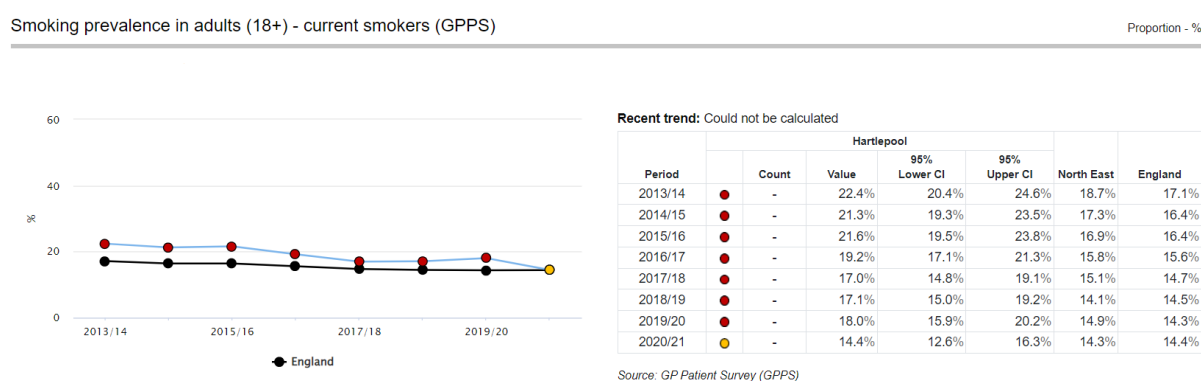 Smoking prevalence in adults (18+) - current smokers (GPPS)
Proportion - %
60
40
20
0
%
2013/14 2015/16 2017/18 2019/20
England
Recent trend: Could not be calculated
Hartlepool
Period Count Value 95% Lower CI 95% Upper CI North East England
2013/14 - 22.4% 20.4% 24.6% 18.7% 17.1%
2014/15 - 21.3% 19.3% 23.5% 17.3% 16.4%
2015/16 - 21.6% 19.5% 23.8% 16.9% 16.4%
2016/17 - 19.2% 17.1% 21.3% 15.8% 15.6%
2017/18 - 17.0% 14.8% 19.1% 15.1% 14.7%
2018/19 - 17.1% 15.0% 19.2% 14.1% 14.5%
2019/20 - 18.0% 15.9% 20.2% 14.9% 14.3%
2020/21 - 14.4% 12.6% 16.3% 14.3% 14.4%
Source: GP Patient Survey (GPPS)